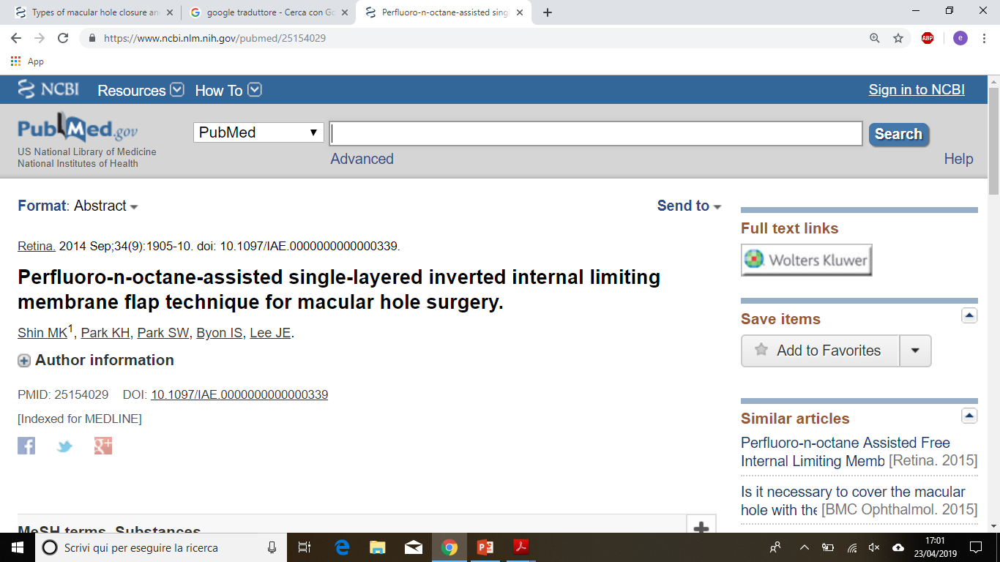 Types of macular hole closure an
google traduttore - Cerca con Go
Perfluoro-n-octane-assisted sing
https://www.ncbi.nlm.nih.gov/pubmed/25154029
ABP
e
App
NCBI Resources How To Sign in to NCBI
PubMed.gov
US National Library of Medicine
National Institutes of Health
PubMed
Search
Advanced
Help
Format: Abstract
Send to
Retina. 2014 Sep;34(9):1905-10. doi: 10.1097/IAE.0000000000000339.
Perfluoro-n-octane-assisted single-layered inverted internal limiting
membrane flap technique for macular hole surgery.
Shin MK1, Park KH, Park SW, Byon IS, Lee JE.
Author information
PMID: 25154029 DOI: 10.1097/IAE.0000000000000339
[Indexed for MEDLINE]
MeSH terms, Substances
Full text links
Wolters Kluwer
Save items
Add to Favorites
Similar articles
Perfluoro-n-octane Assisted Free
Internal Limiting Memb [Retina. 2015]
Is it necessary to cover the macular
hole with the [BMC Ophthalmol. 2015]
Scrivi qui per eseguire la ricerca
17:01
23/04/2019